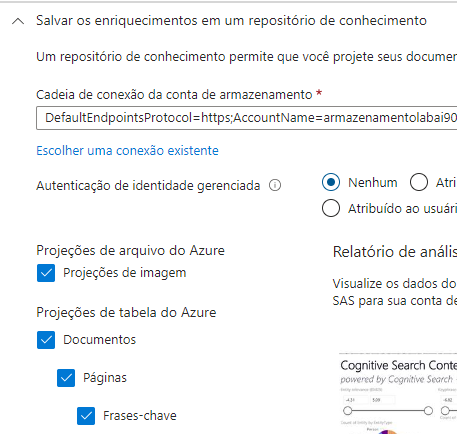 Salvar os enriquecimentos em um repositório de conhecimento
Um repositório de conhecimento permite que você projete seus
Cadeia de conexão da conta de armazenamento *
DefaultEndpointsProtocol=https;AccountName=armazenamentolabai90
Escolher uma conexão existente
Autenticação de identidade gerenciada
Nenhum
Atri
Atribuído ao usuári
Projeções de arquivo do Azure
Projeções de imagem
Relatório de anális
Visualize os dados do
SAS para sua conta de
Projeções de tabela do Azure
Documentos
Páginas
Frases-chave
Cognitive Search Conte
powered by Cognitive Search
-4.31